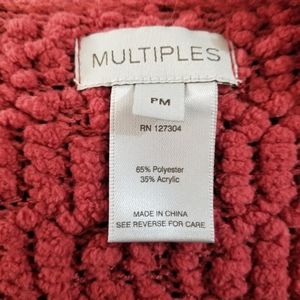 MULTIPLES
PM
RN 127304
65% Polyester
35% Acrylic
MADE IN CHINA
SEE REVERSE FOR CARE